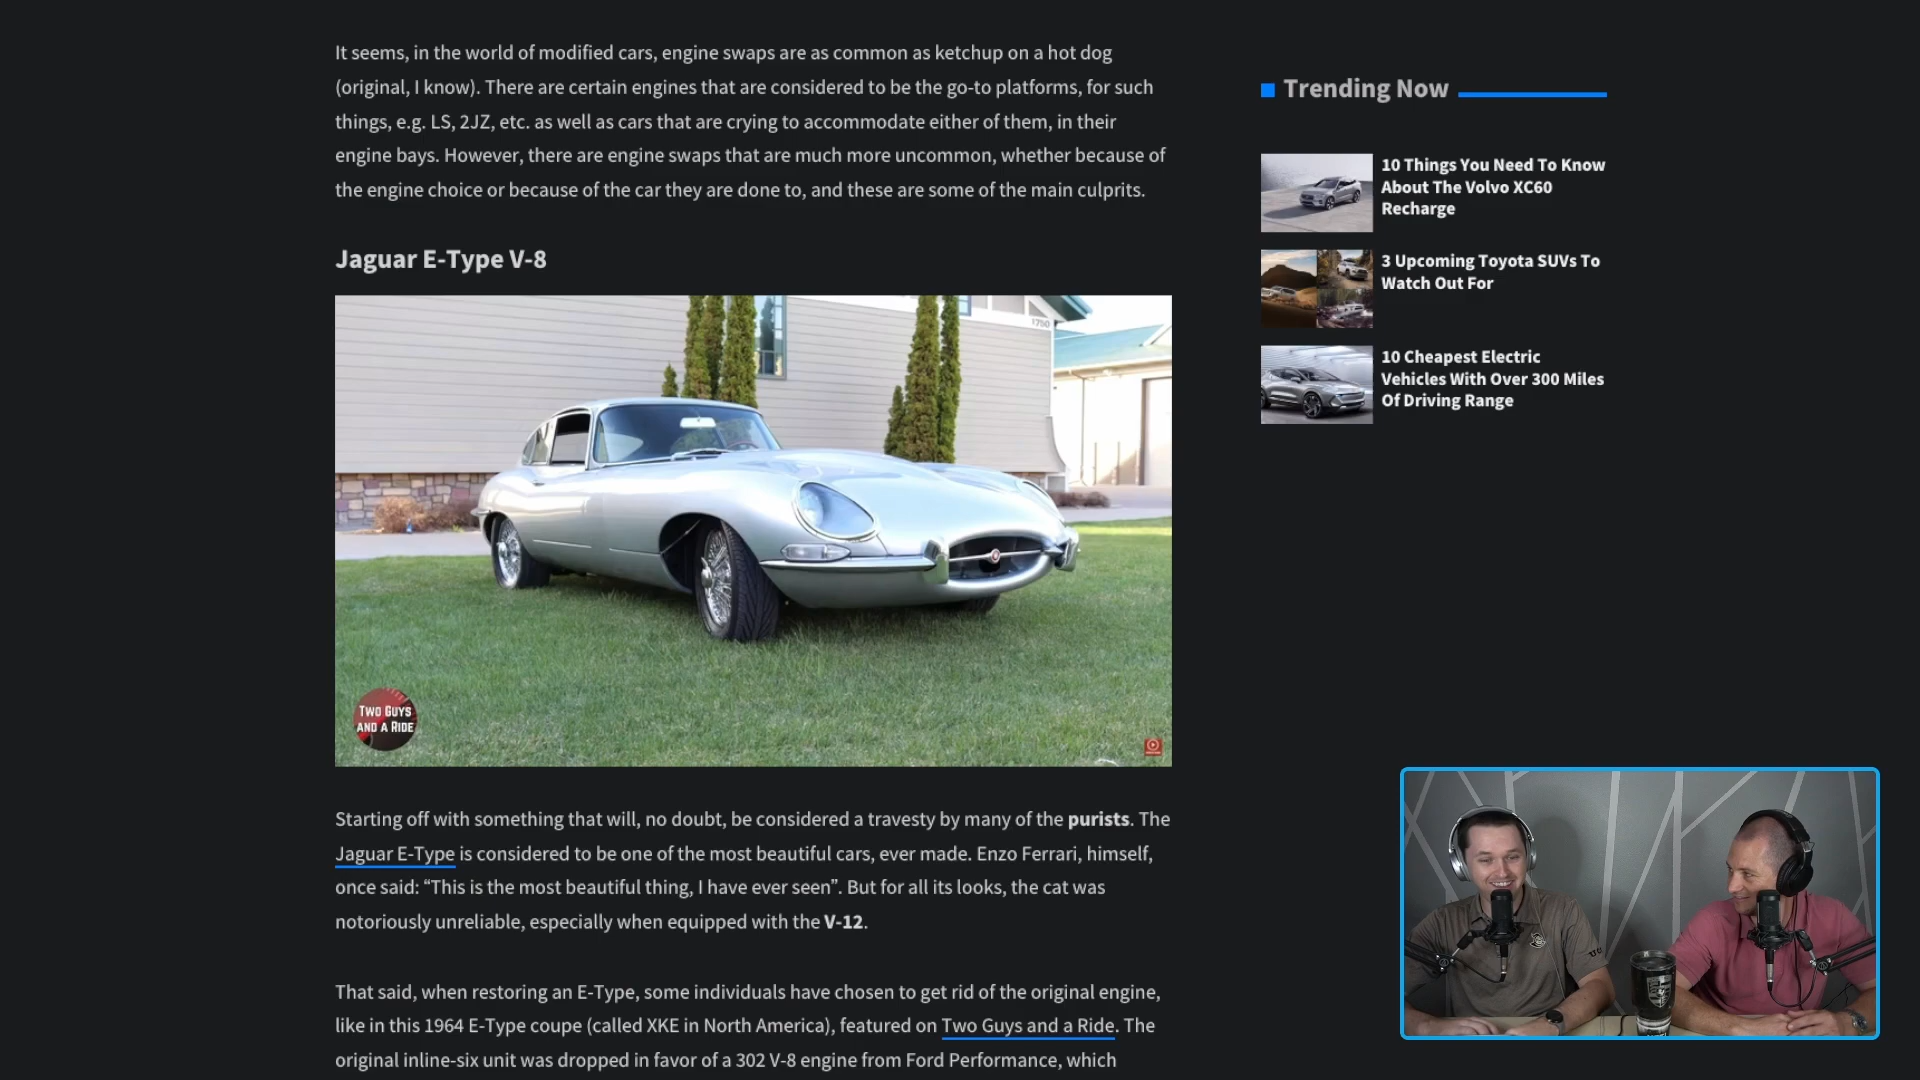 It seems, in the world of modified cars, engine swaps are as common as ketchup on a hot dog
(original, I know). There are certain engines that are considered to be the go-to platforms, for such
things, e.g. LS, 2JZ, etc. as well as cars that are crying to accommodate either of them, in their
engine bays. However, there are engine swaps that are much more uncommon, whether because of
the engine choice or because of the car they are done to, and these are some of the main culprits.
Jaguar E-Type V-8
1750
TWO GUYS
AND A RIDE
Starting off with something that will, no doubt, be considered a travesty by many of the purists. The
Jaguar E-Type is considered to be one of the most beautiful cars, ever made. Enzo Ferrari, himself,
once said: “This is the most beautiful thing, I have ever seen”. But for all its looks, the cat was
notoriously unreliable, especially when equipped with the V-12.
That said, when restoring an E-Type, some individuals have chosen to get rid of the original engine,
like in this 1964 E-Type coupe (called XKE in North America), featured on Two Guys and a Ride. The
original inline-six unit was dropped in favor of a 302 V-8 engine from Ford Performance, which
Trending Now
10 Things You Need To Know
About The Volvo XC60
Recharge
3 Upcoming Toyota SUVs To
Watch Out For
10 Cheapest Electric
Vehicles With Over 300 Miles
Of Driving Range